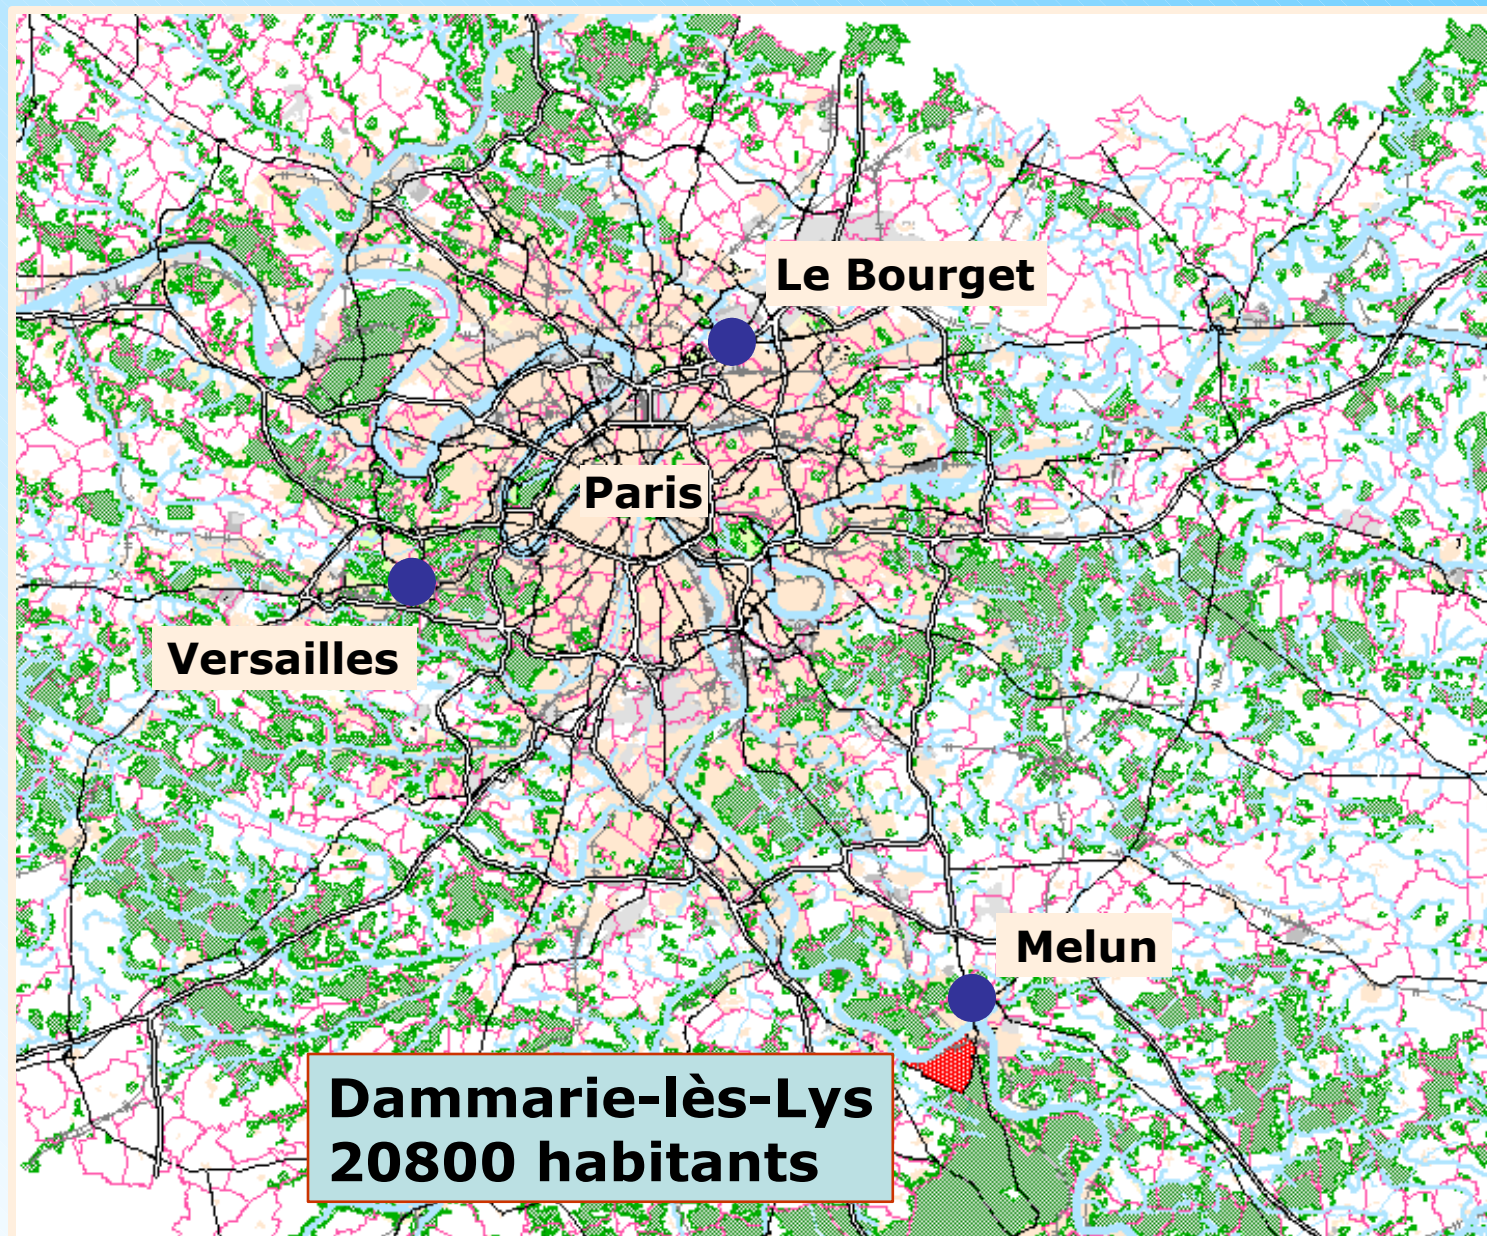 Le Bourget
Paris
Versailles
Melun
Dammarie-lès-Lys
20800 habitants